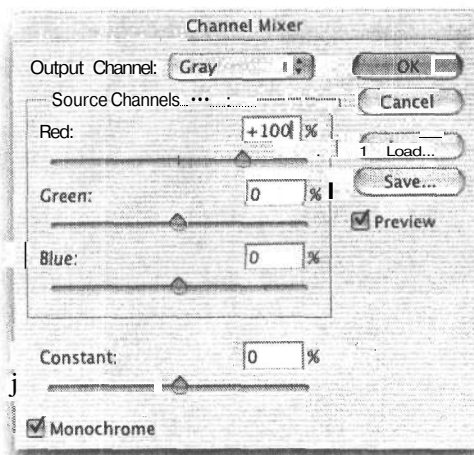 Channel Mixer
Output Channel: Gray
OK
Source Channels
Cancel
Red: +100 %
Load...
Save...
Green: 0 %
Preview
Blue: 0 %
Constant: 0 %
Monochrome